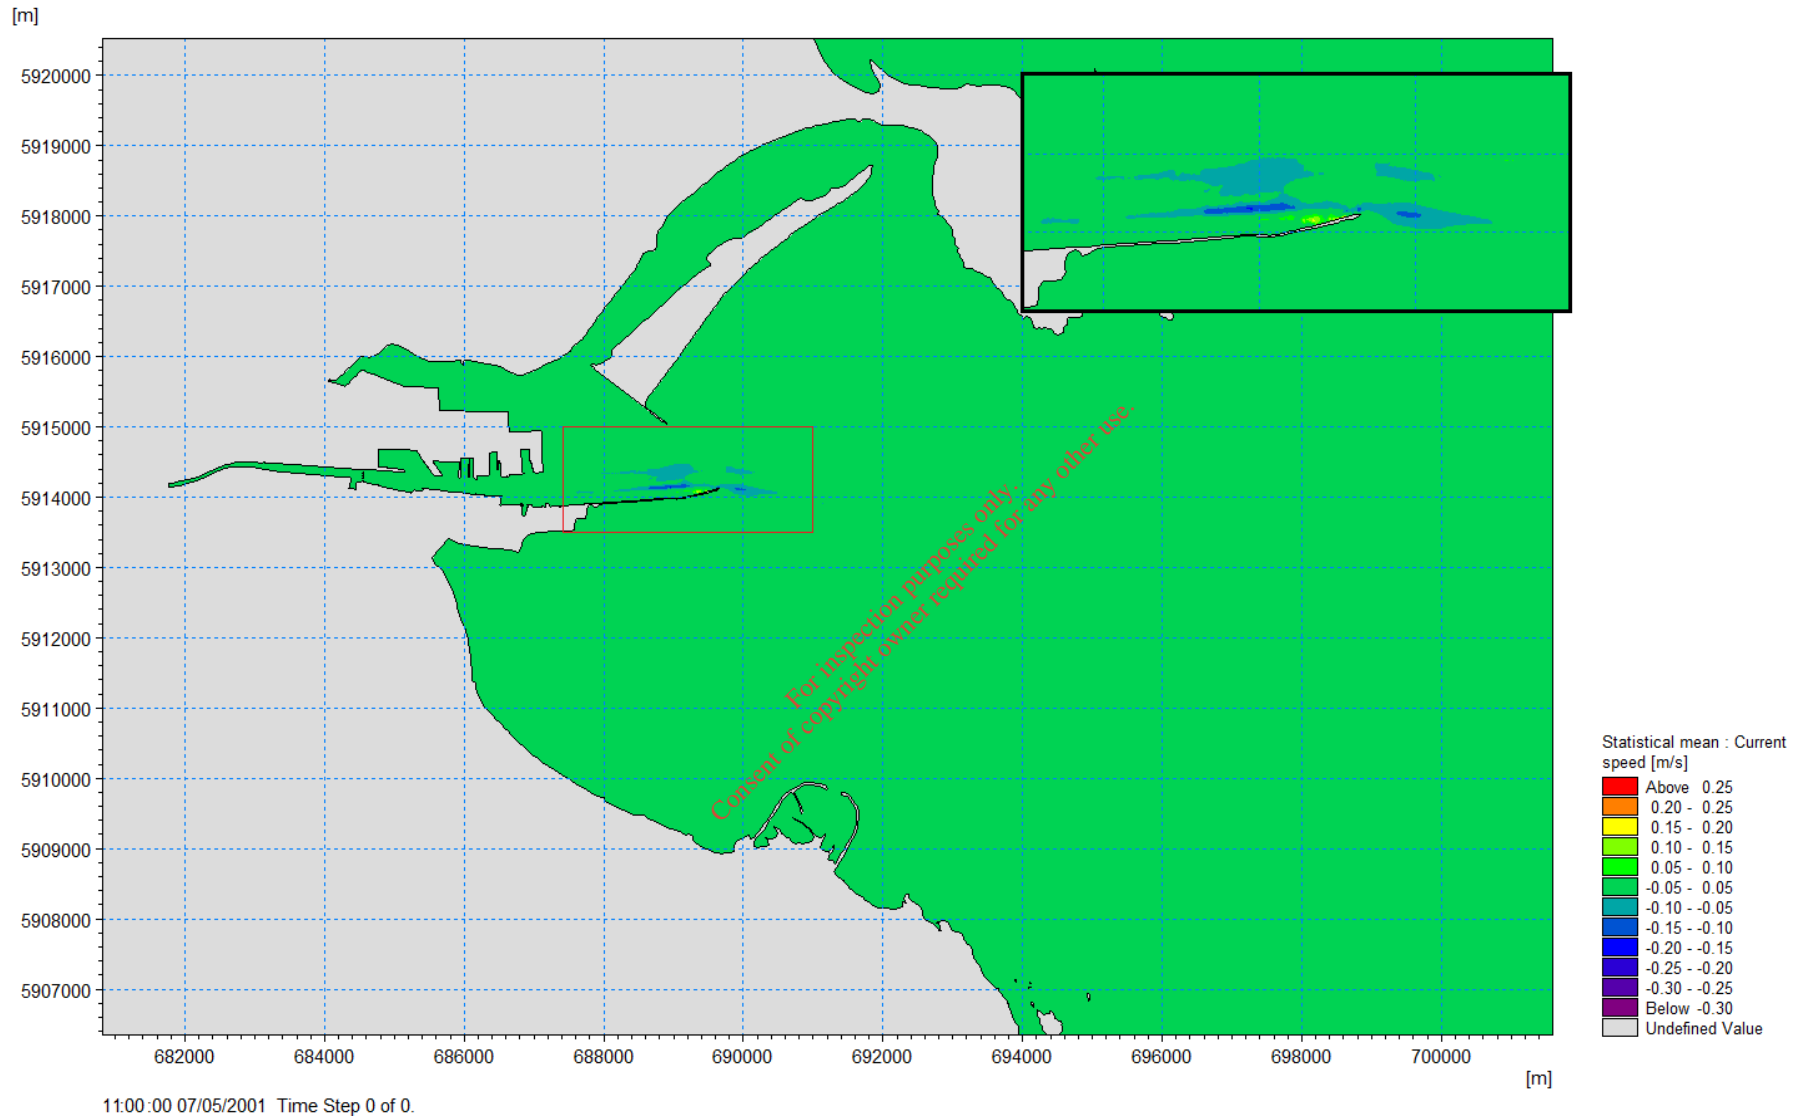 [m]
5920000
5919000
5918000
5917000
5916000
5915000
5914000
5913000
5912000
5911000
5910000
5909000
5908000
5907000
For inspection purposes only.
Consent of copyright owner required for any other use.
682000
684000
686000
688000
690000
692000
694000
696000
698000
700000
[m]
Statistical mean : Current
speed [m/s]
Above 0.25
0.20 - 0.25
0.15 - 0.20
0.10 - 0.15
0.05 - 0.10
-0.05 - 0.05
-0.10 - -0.05
-0.15 - -0.10
-0.20 - -0.15
-0.25 - -0.20
-0.30 - -0.25
Below -0.30
Undefined Value
11:00:00 07/05/2001 Time Step 0 of 0.